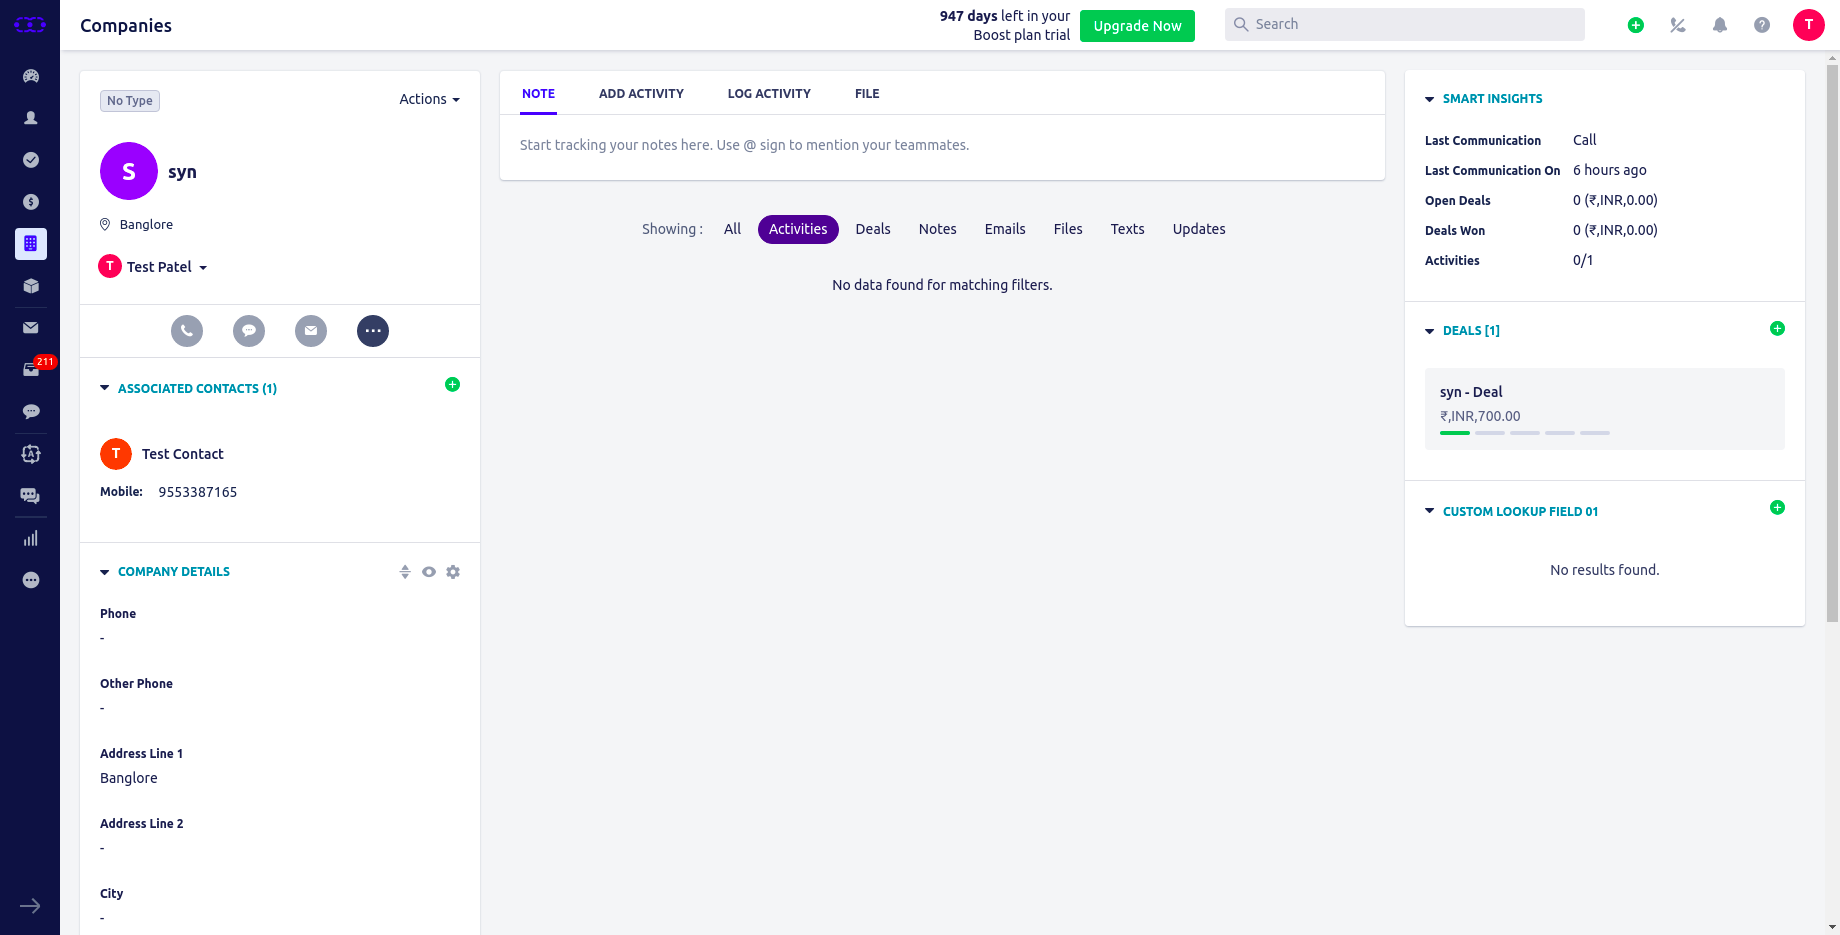 Companies
947 days left in your
Boost plan trial
Upgrade Now
Search
T
211
No Type
Actions
S
syn
Banglore
T
Test Patel
ASSOCIATED CONTACTS (1)
T
Test Contact
Mobile: 9553387165
COMPANY DETAILS
Phone
-
Other Phone
-
Address Line 1
Banglore
Address Line 2
-
City
-
NOTE ADD ACTIVITY LOG ACTIVITY FILE
Start tracking your notes here. Use @ sign to mention your teammates.
Showing : All Activities Deals Notes Emails Files Texts Updates
No data found for matching filters.
SMART INSIGHTS
Last Communication Call
Last Communication On 6 hours ago
Open Deals 0 (₹,INR,0.00)
Deals Won 0 (₹,INR,0.00)
Activities 0/1
DEALS [1]
syn - Deal
₹,INR,700.00
CUSTOM LOOKUP FIELD 01
No results found.